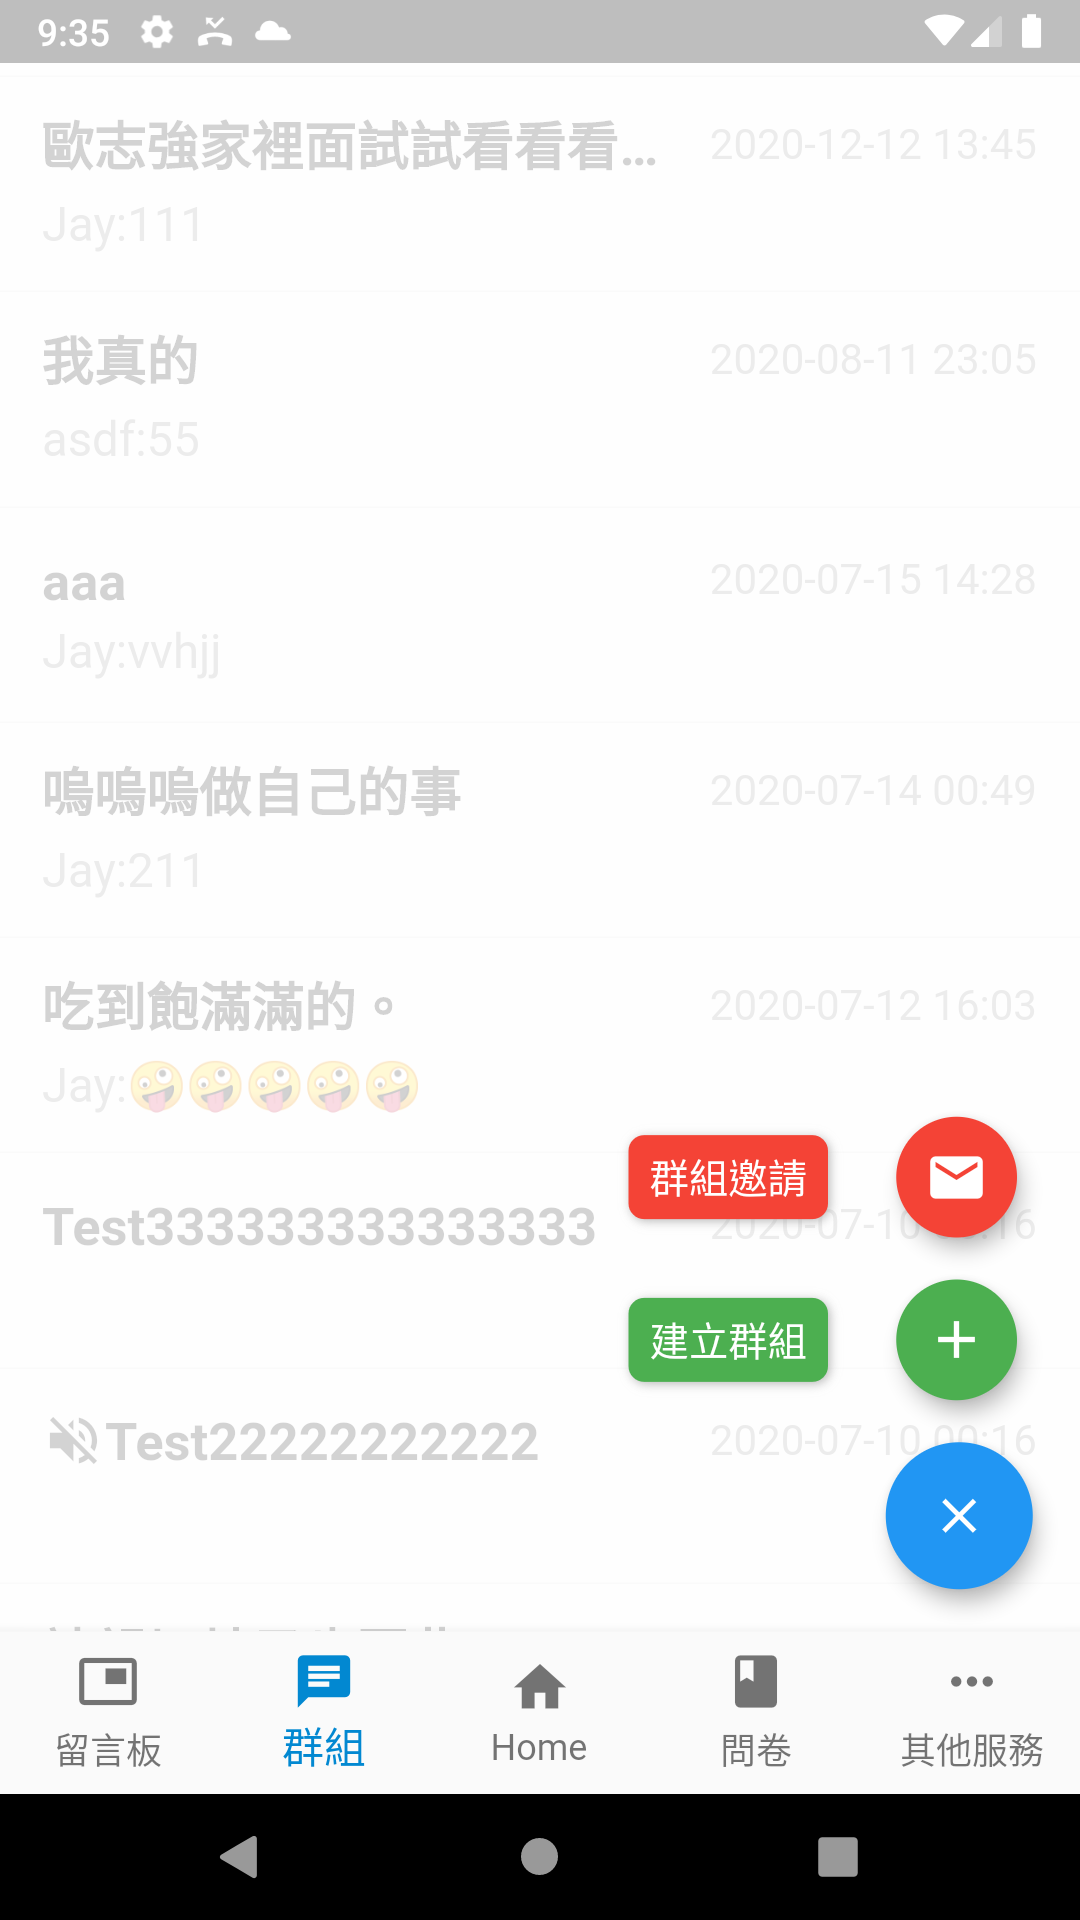 9:35
歐志強家裡面試試看看看...
2020-12-12 13:45
Jay:111
我真的
2020-08-11 23:05
asdf:55
aaa
2020-07-15 14:28
Jay:vvhjj
嗚嗚嗚做自己的事
2020-07-14 00:49
Jay:211
吃到飽滿滿的。
2020-07-12 16:03
Jay:🤪🤪🤪🤪🤪
群組邀請
Test333333333333333
2020-07-10
16
建立群組
Test22222222222
2020-07-10 00:16
留言板
群組
Home
問卷
其他服務